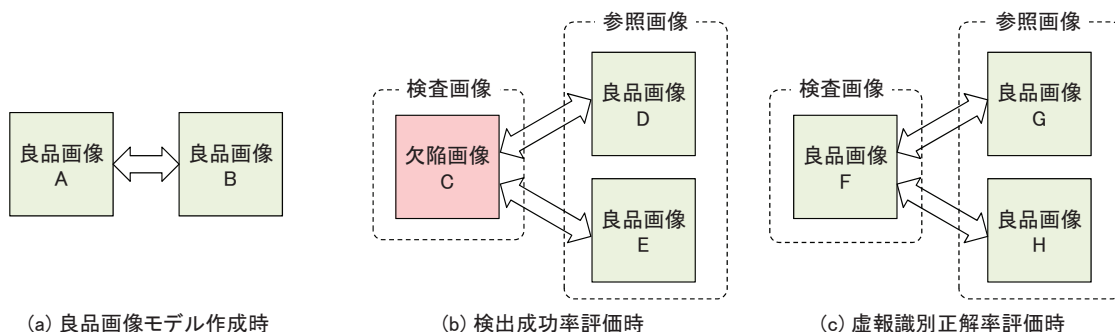 良品画像
A
良品画像
B
(a) 良品画像モデル作成時
検査画像
欠陥画像
C
参照画像
良品画像
D
良品画像
E
(b) 検出成功率評価時
検査画像
良品画像
F
参照画像
良品画像
G
良品画像
H
(c) 虚報識別正解率評価時